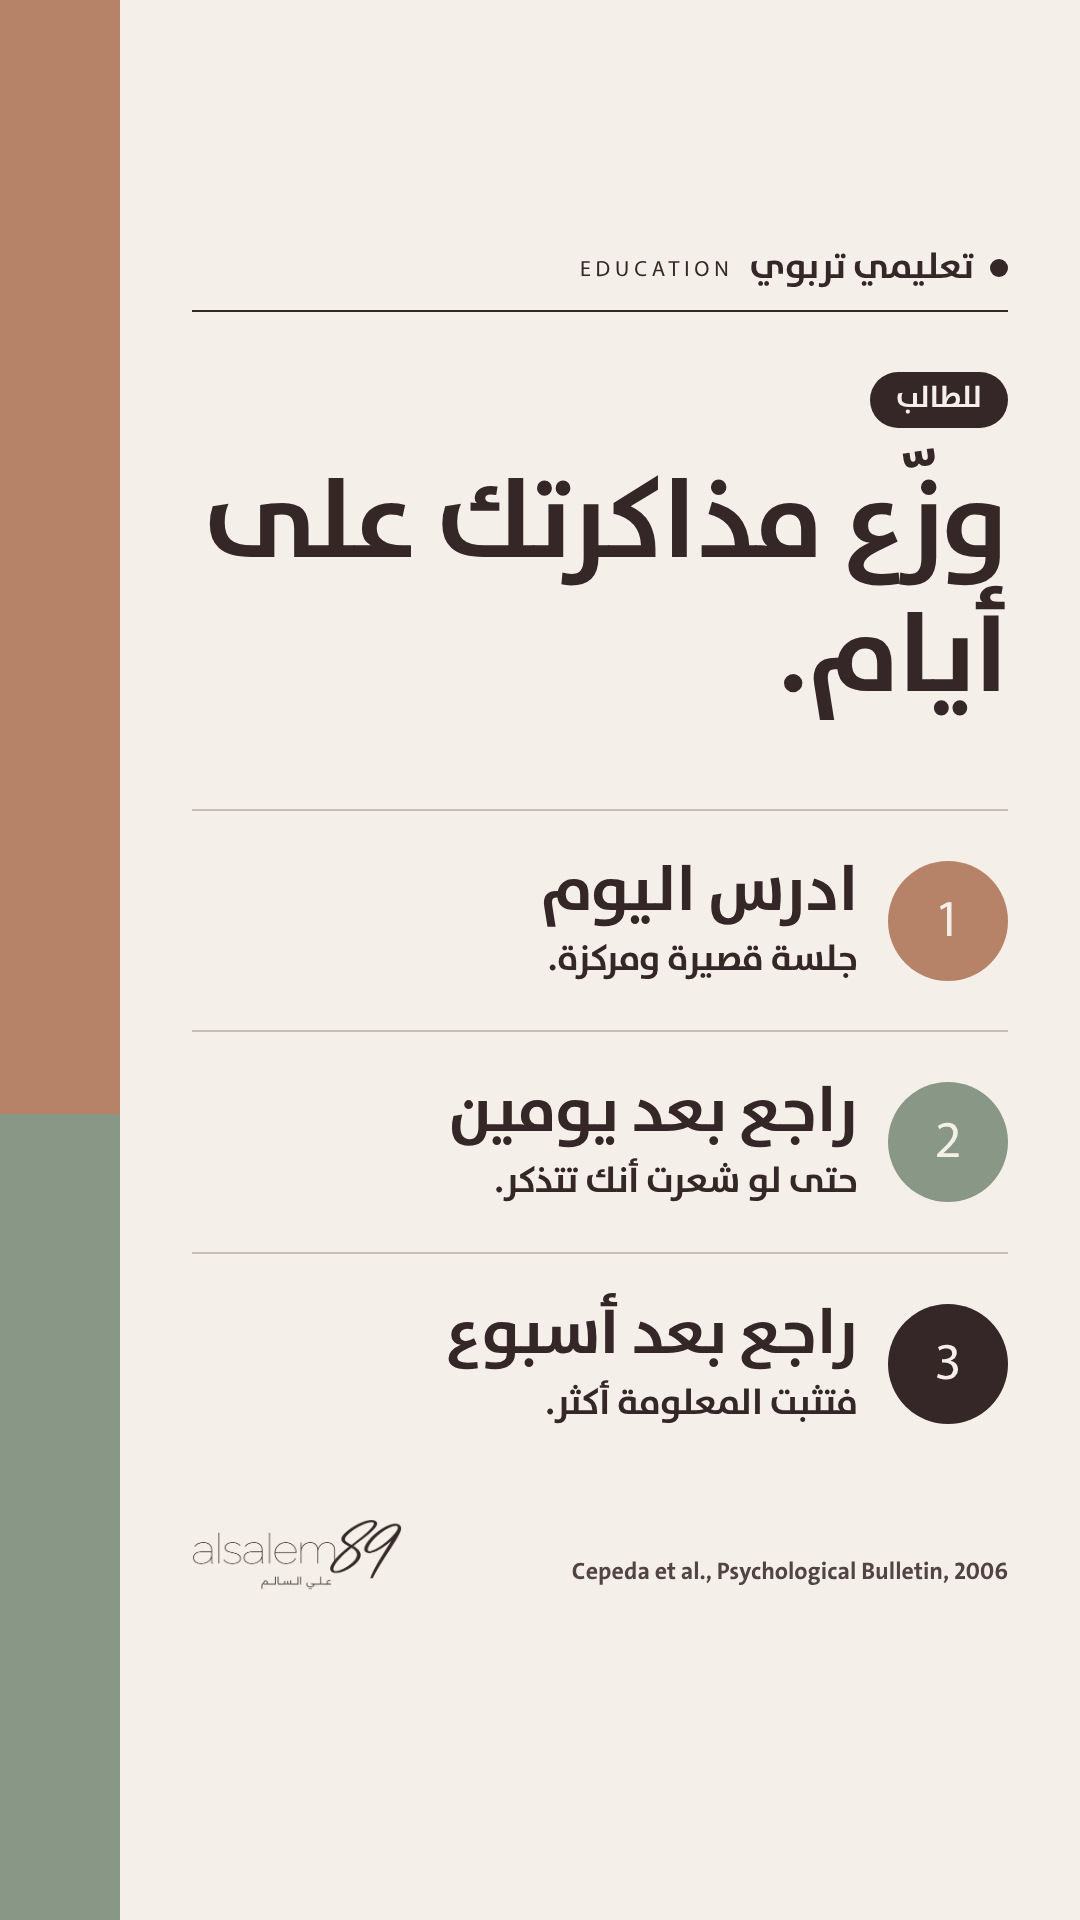 تعليمي تربوي EDUCATION
للطالب
وزّع مذاكرتك على
أيام.
1
ادرس اليوم
جلسة قصيرة ومركزة.
2
راجع بعد يومين
حتى لو شعرت أنك تتذكر.
3
راجع بعد أسبوع
فتثبت المعلومة أكثر.
Cepeda et al., Psychological Bulletin, 2006
alsalem89
علي السالم